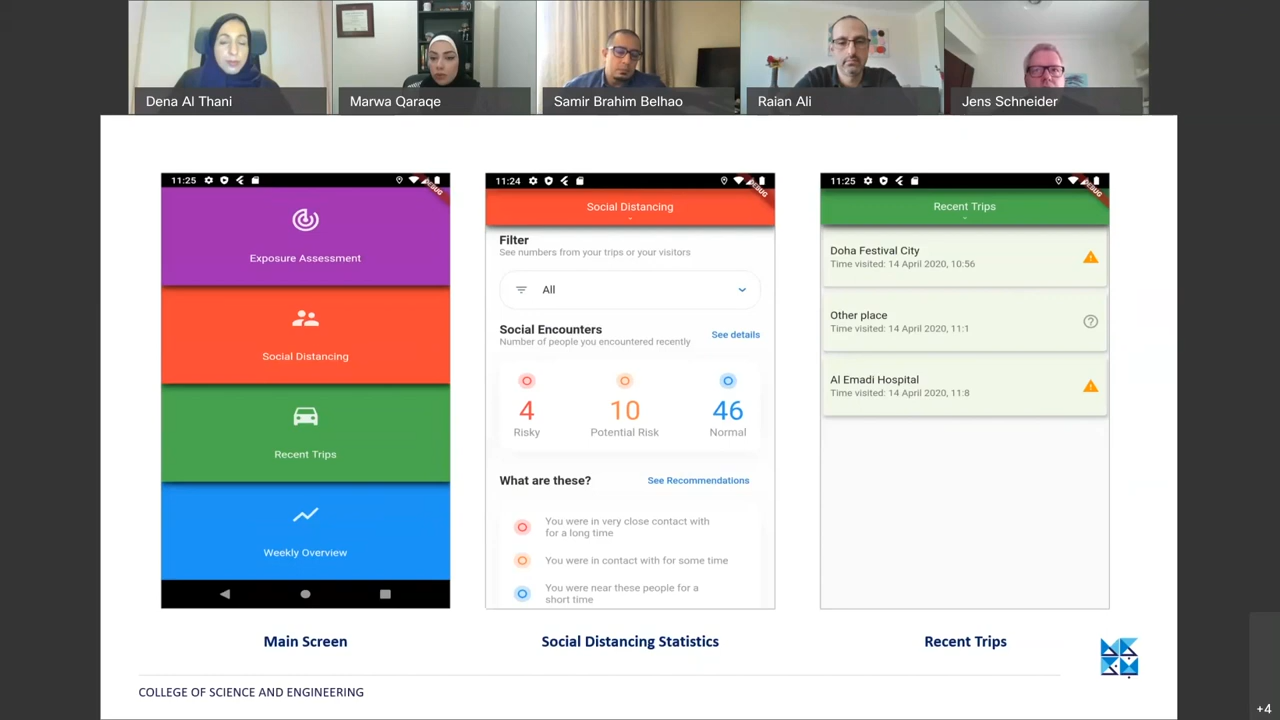 Dena Al Thani
Marwa Qaraqe
Samir Brahim Belhao
Raian Ali
Jens Schneider
11:25
DEBUG
Exposure Assessment
Social Distancing
Recent Trips
Weekly Overview
Main Screen
11:24
DEBUG
Social Distancing
Filter
See numbers from your trips or your visitors
All
Social Encounters
See details
Number of people you encountered recently
4
10
46
Risky
Potential Risk
Normal
What are these?
See Recommendations
You were in very close contact with
for a long time
You were in contact with for some time
You were near these people for a
short time
Social Distancing Statistics
11:25
DEBUG
Recent Trips
Doha Festival City
Time visited: 14 April 2020, 10:56
Other place
Time visited: 14 April 2020, 11:1
Al Emadi Hospital
Time visited: 14 April 2020, 11:8
Recent Trips
COLLEGE OF SCIENCE AND ENGINEERING
+4